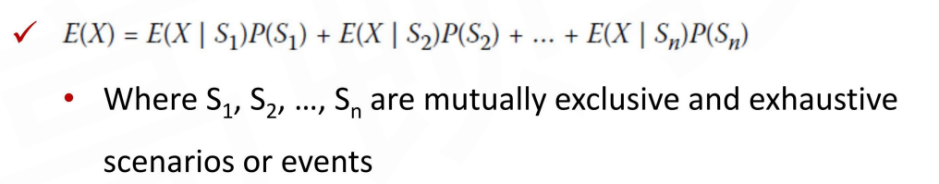 ✓ E(X) = E(X | S₁)P(S₁) + E(X | S₂)P(S₂) + ... + E(X | Sₙ)P(Sₙ)
• Where S₁, S₂, ..., Sₙ are mutually exclusive and exhaustive
scenarios or events